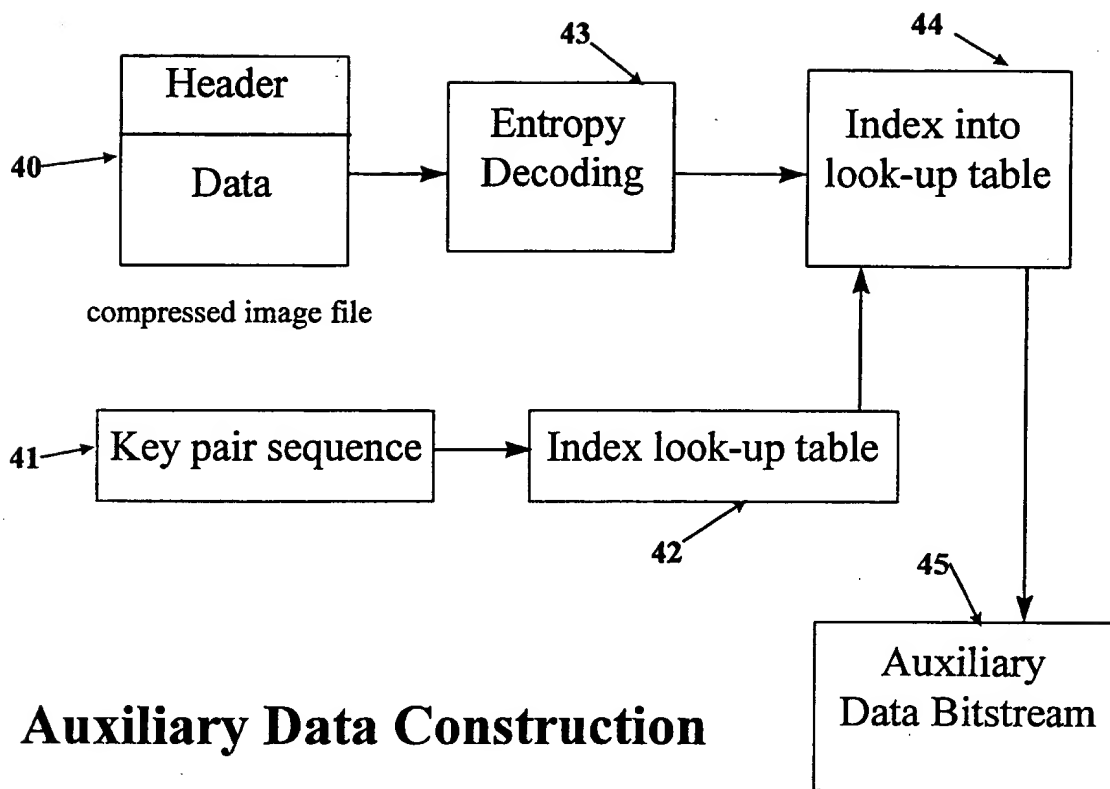 43
44
Header
Entropy
Decoding
Index into
look-up table
40
Data
compressed image file
41
Key pair sequence
Index look-up table
42
45
Auxiliary
Data Bitstream
Auxiliary Data Construction